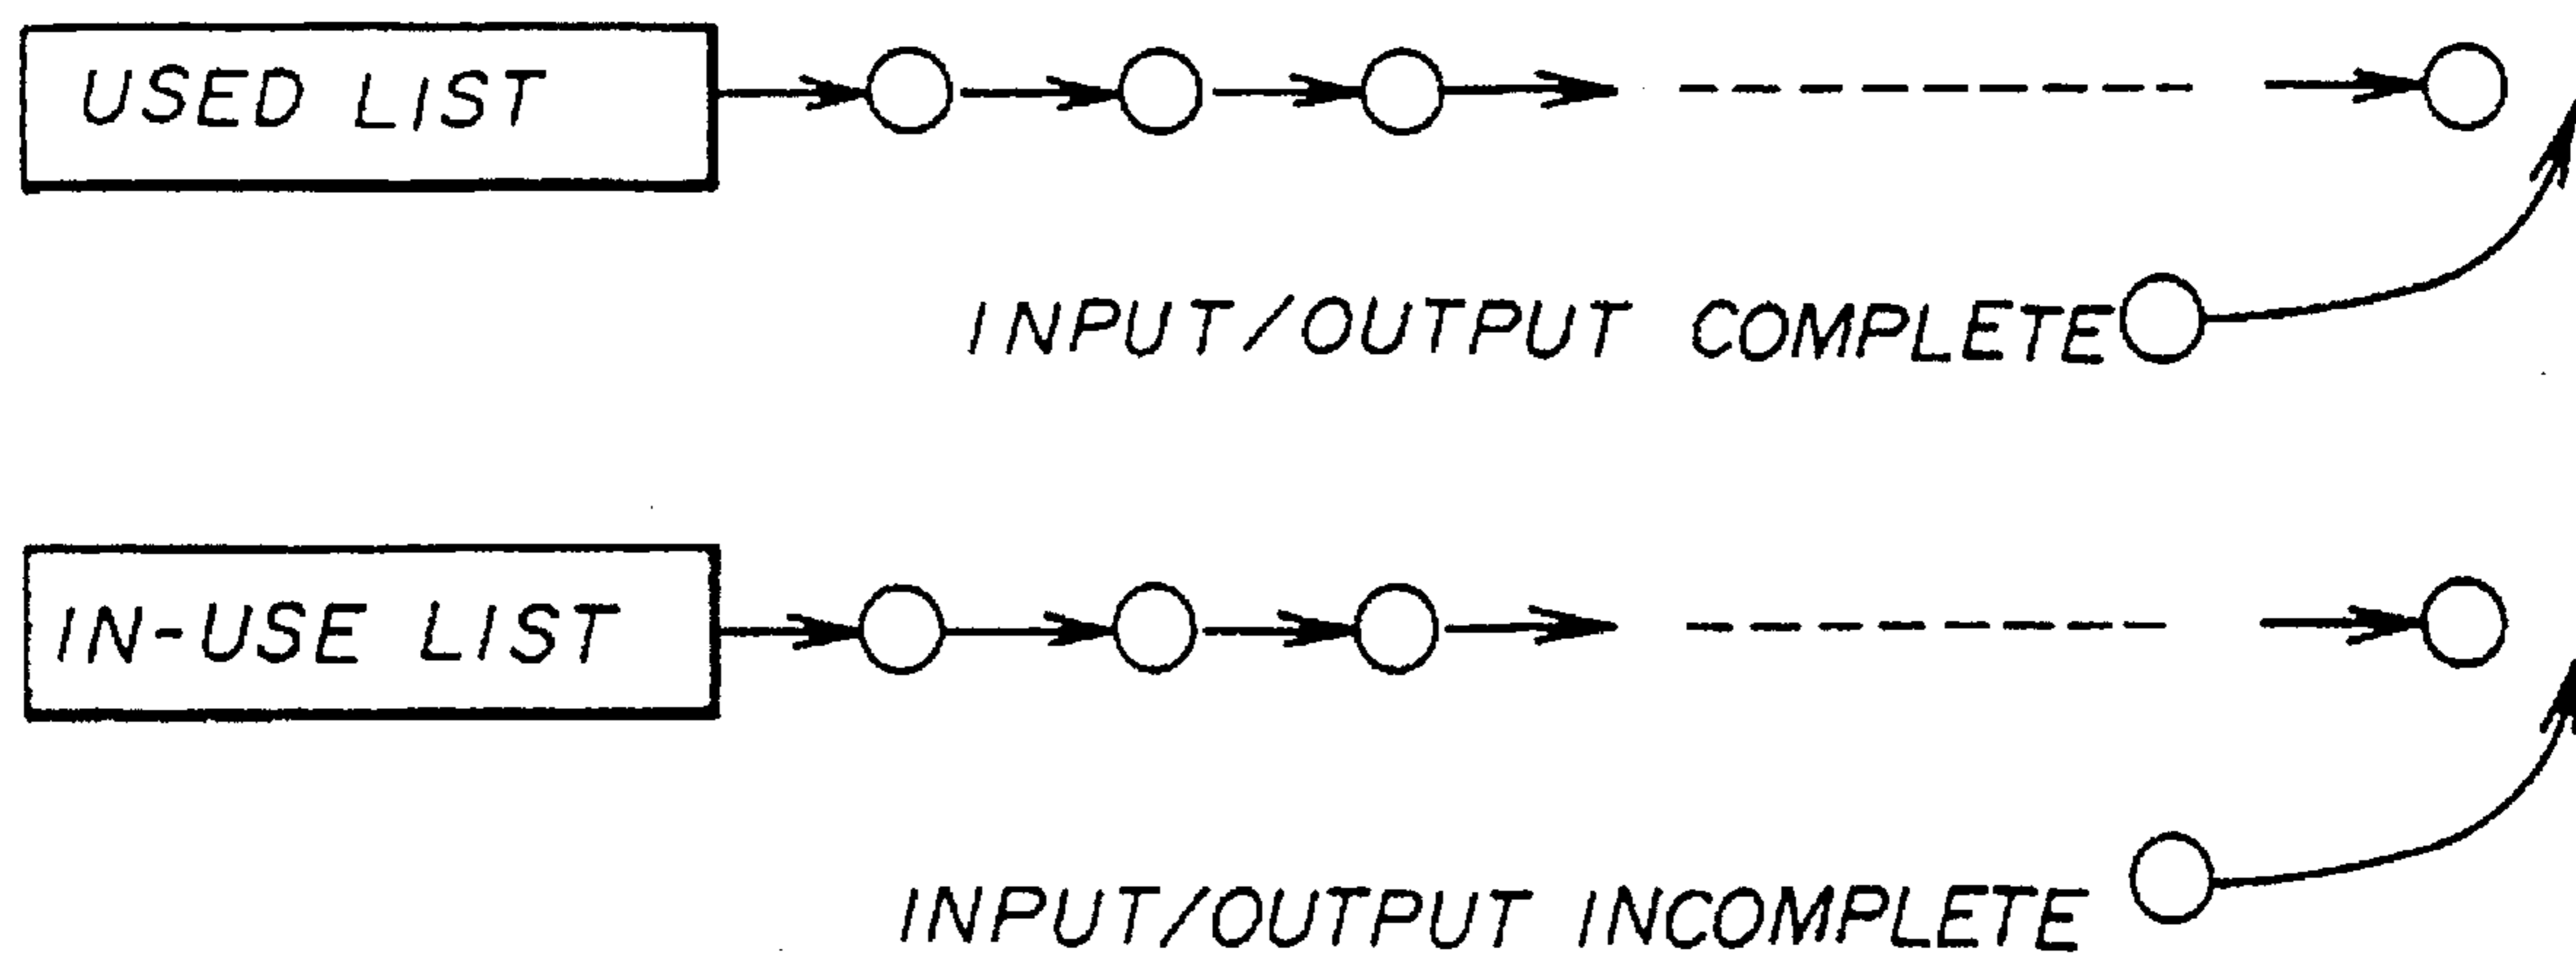 USED LIST
INPUT/OUTPUT COMPLETE
IN-USE LIST
INPUT/OUTPUT INCOMPLETE